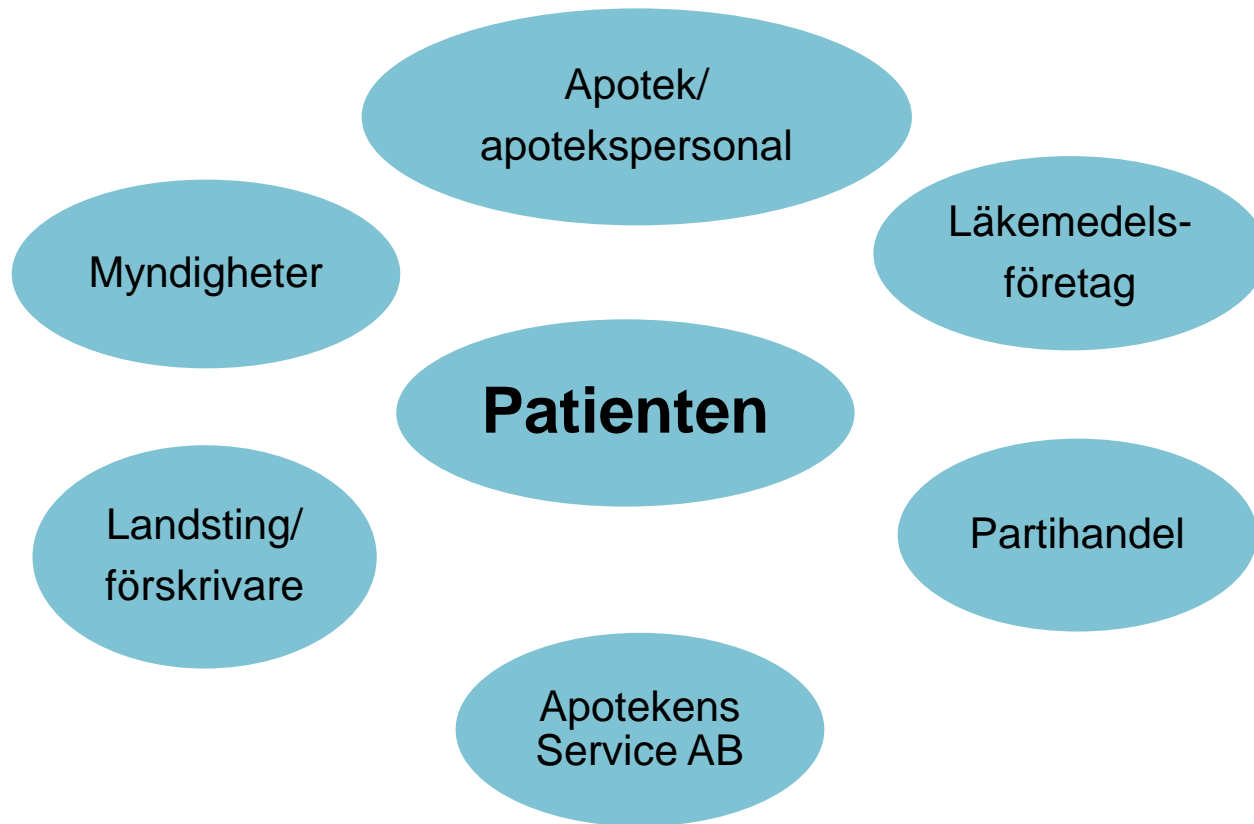 Apotek/
apotekspersonal
Läkemedels-
företag
Myndigheter
Patienten
Landsting/
förskrivare
Partihandel
Apotekens
Service AB